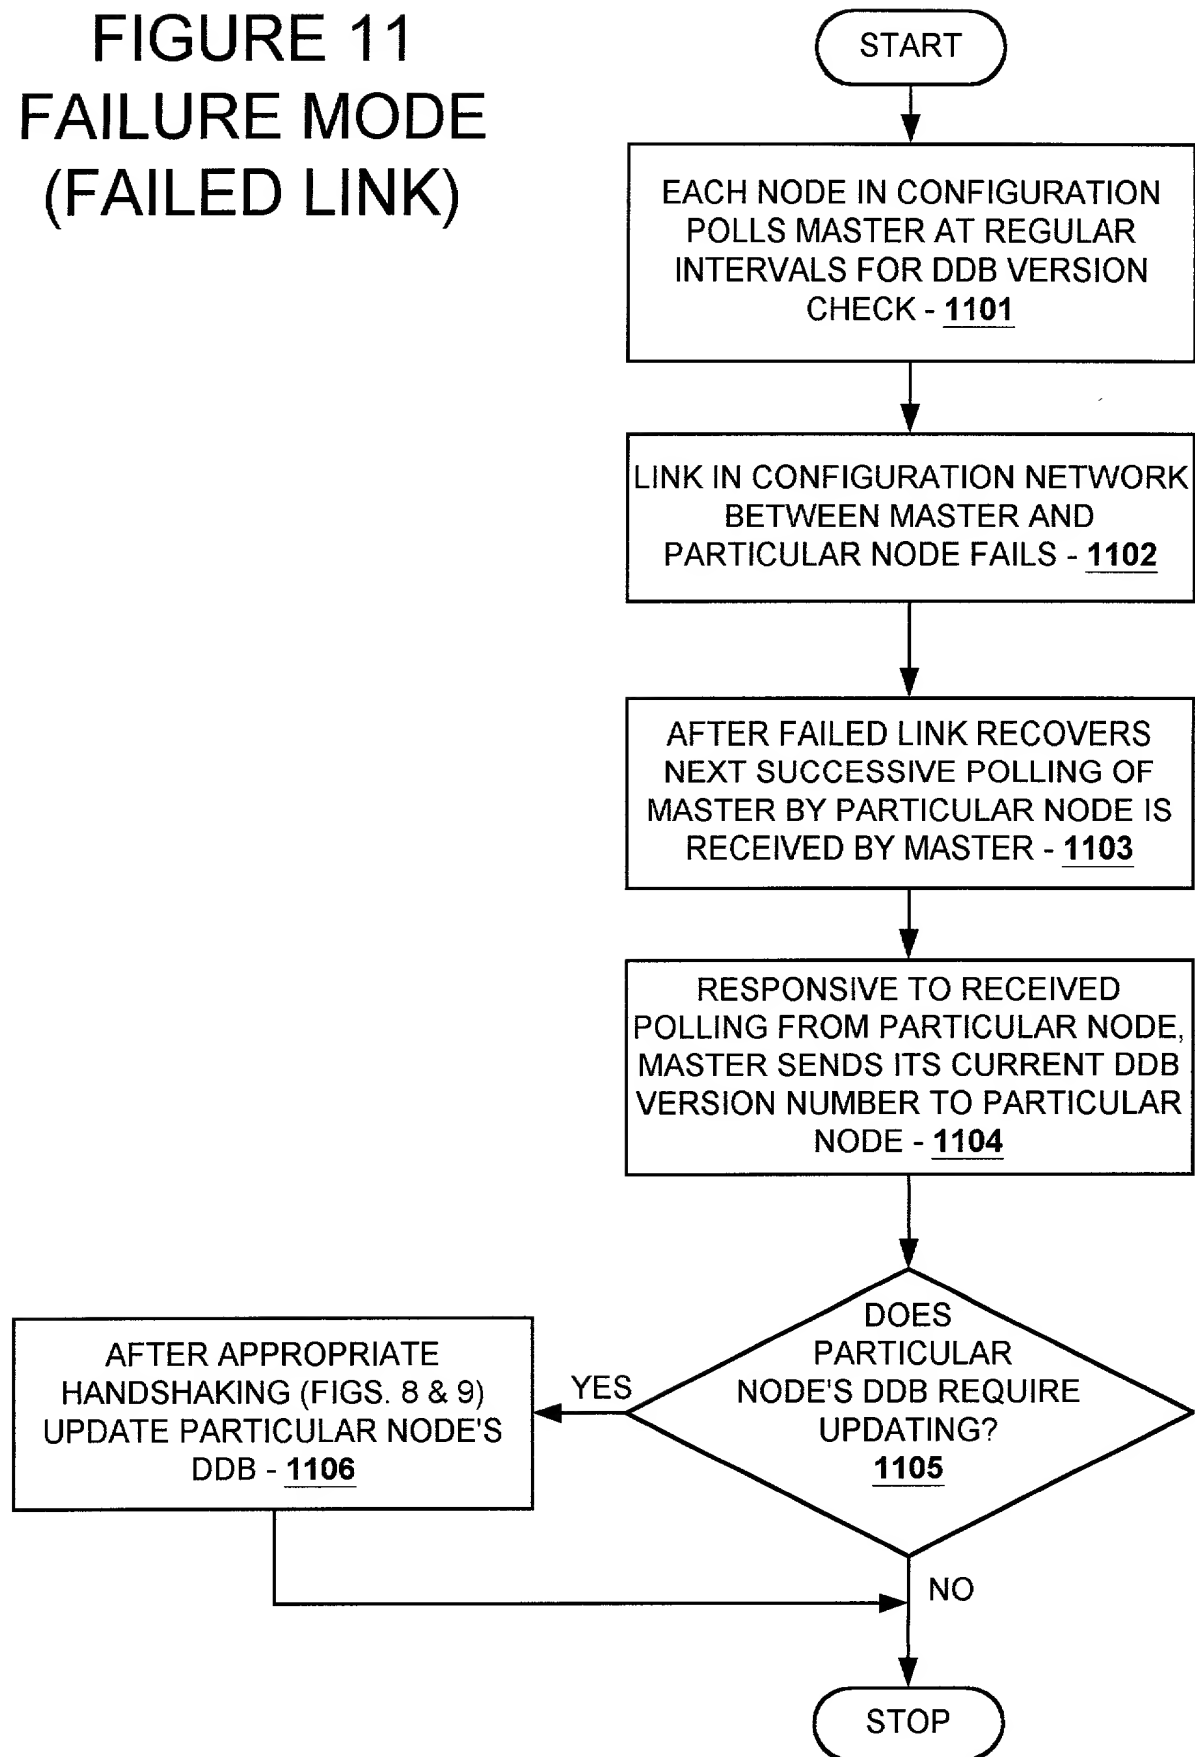 FIGURE 11
FAILURE MODE
(FAILED LINK)
START
EACH NODE IN CONFIGURATION
POLLS MASTER AT REGULAR
INTERVALS FOR DDB VERSION
CHECK - 1101
LINK IN CONFIGURATION NETWORK
BETWEEN MASTER AND
PARTICULAR NODE FAILS - 1102
AFTER FAILED LINK RECOVERS
NEXT SUCCESSIVE POLLING OF
MASTER BY PARTICULAR NODE IS
RECEIVED BY MASTER - 1103
RESPONSIVE TO RECEIVED
POLLING FROM PARTICULAR NODE,
MASTER SENDS ITS CURRENT DDB
VERSION NUMBER TO PARTICULAR
NODE - 1104
DOES
PARTICULAR
NODE'S DDB REQUIRE
UPDATING?
1105
YES
AFTER APPROPRIATE
HANDSHAKING (FIGS. 8 & 9)
UPDATE PARTICULAR NODE'S
DDB - 1106
NO
STOP